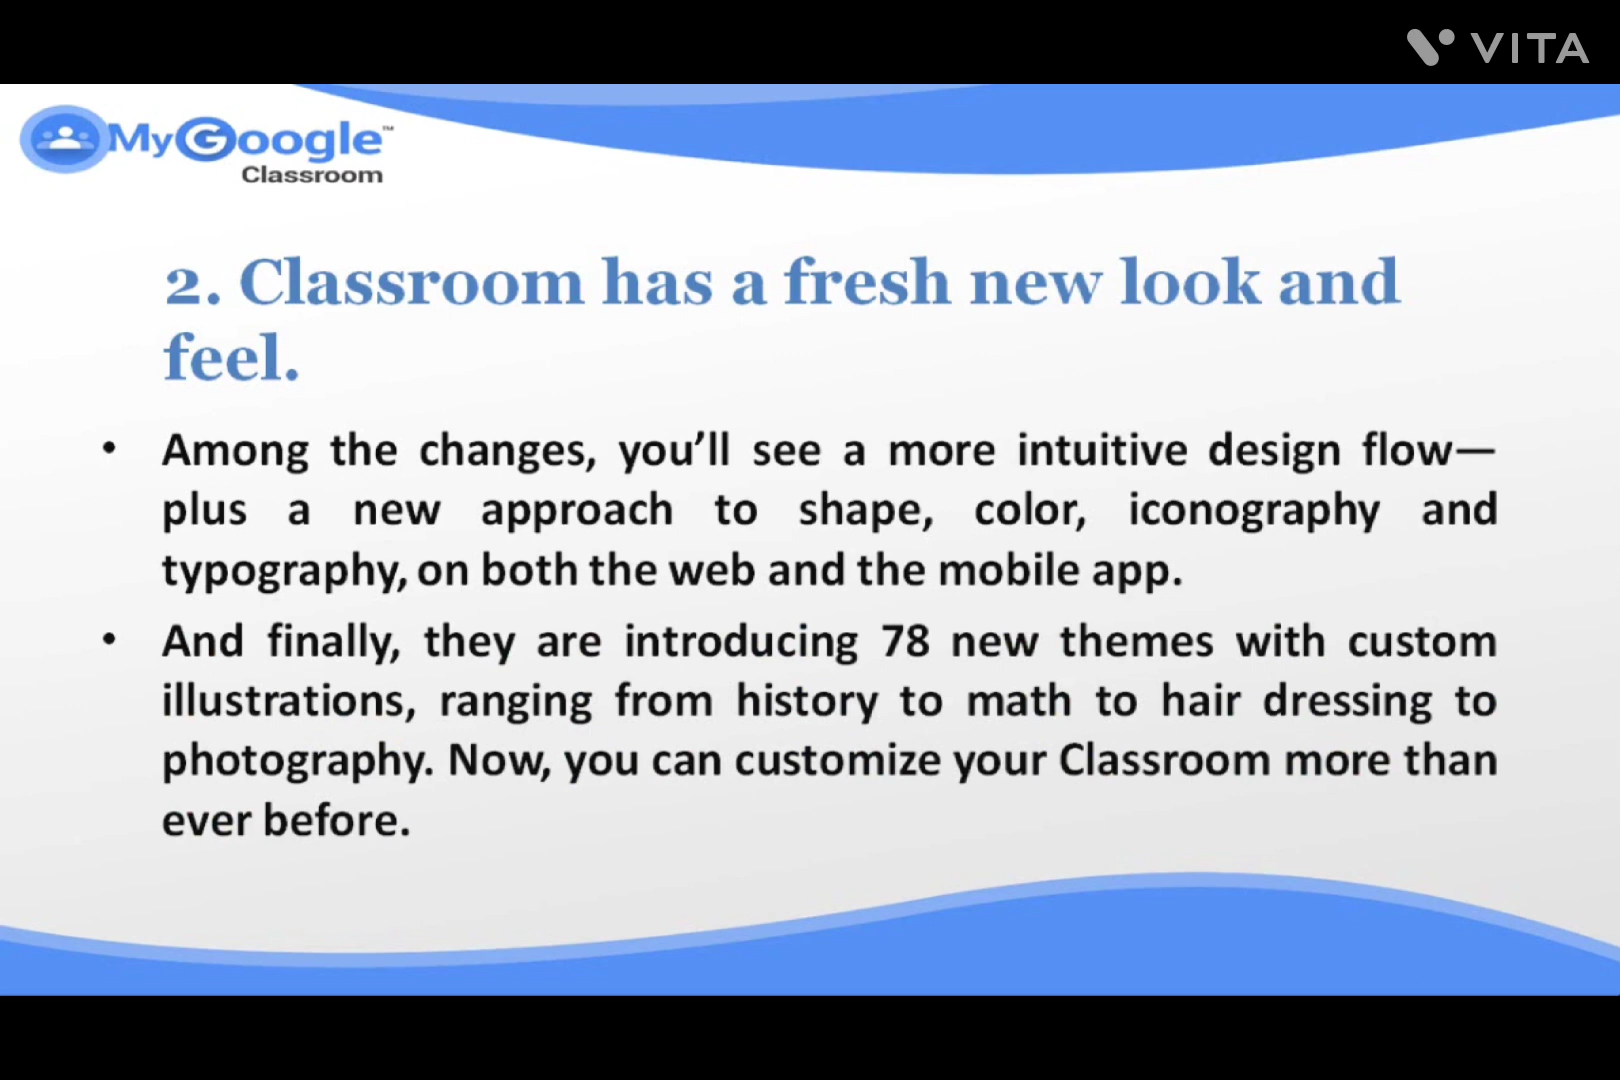 VITA
MyGoogle™
Classroom
2. Classroom has a fresh new look and
feel.
• Among the changes, you’ll see a more intuitive design flow—
plus a new approach to shape, color, iconography and
typography, on both the web and the mobile app.
• And finally, they are introducing 78 new themes with custom
illustrations, ranging from history to math to hair dressing to
photography. Now, you can customize your Classroom more than
ever before.